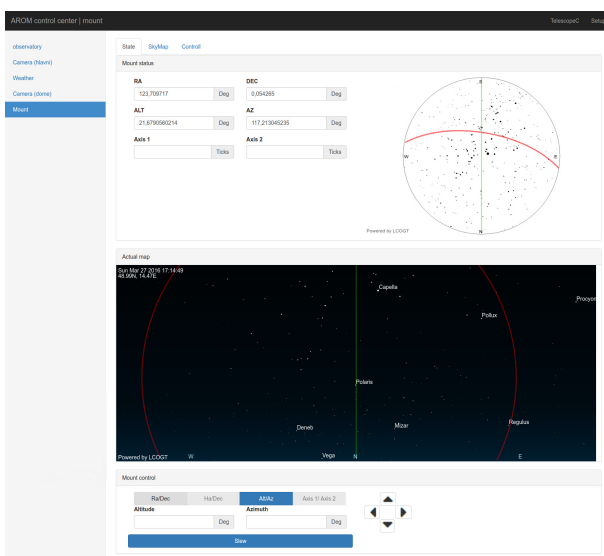 AROM control center | mount
TelescopeC Setup
observatory
Camera (hlavni)
Weather
Camera (dome)
Mount
State SkyMap Controll
Mount status
RA DEC
123,709717 Deg 0,054265 Deg
ALT AZ
21,6790560214 Deg 117,213045235 Deg
Axis 1 Axis 2
Ticks Ticks
S
W E
N
Powered by LCOGT
Actual map
Sun Mar 27 2016 17:14:49
48.99N, 14.47E
Capella
Procyon
Pollux
Polaris
Regulus
Deneb Mizar
Powered by LCOGT W Vega N E
Mount control
Ra/Dec Ha/Dec Alt/Az Axis 1/ Axis 2
Altitude Azimuth
Deg Deg
Slew